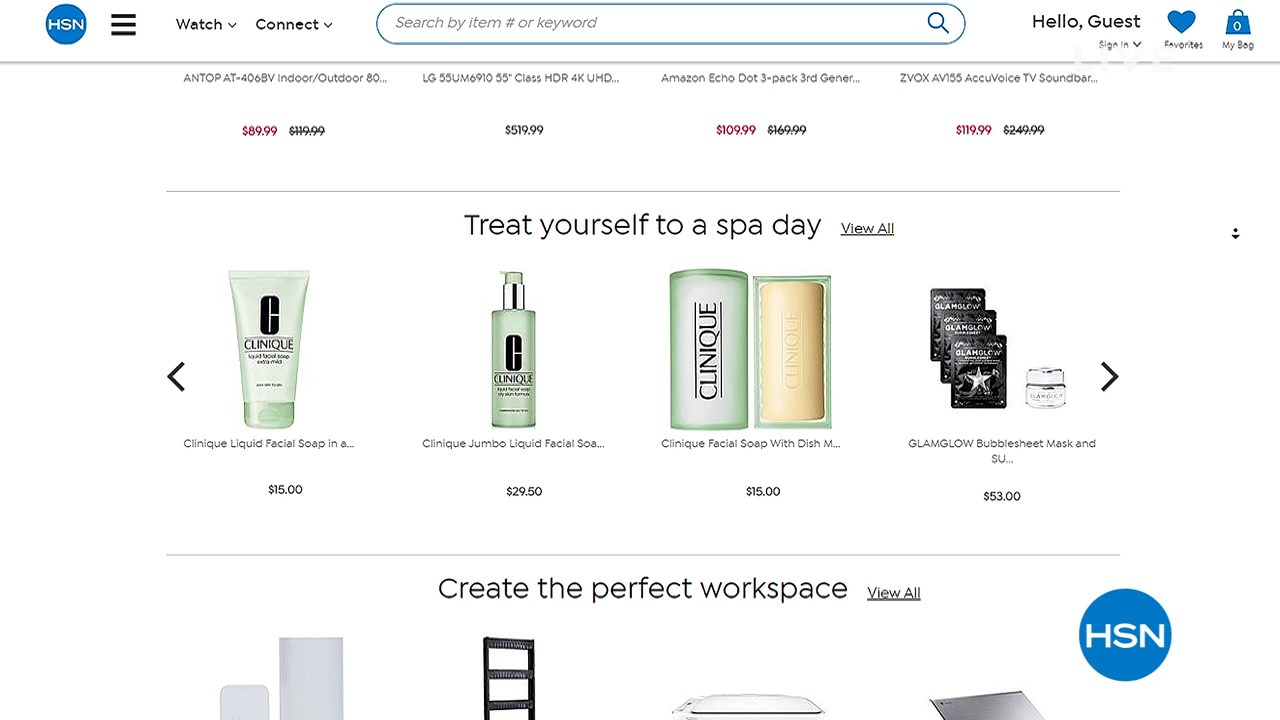 HSN
Watch
Connect
Search by item # or keyword
Hello, Guest
Sign In
Favorites
0
My Bag
LIVE
ANTOP AT-406BV Indoor/Outdoor 80...
LG 55UM6910 55" Class HDR 4K UHD...
Amazon Echo Dot 3-pack 3rd Gener...
ZVOX AV155 AccuVoice TV Soundbar...
$89.99 $119.99
$519.99
$109.99 $169.99
$119.99 $249.99
Treat yourself to a spa day View All
CLINIQUE
liquid facial soap
extra-mild
CLINIQUE
liquid facial soap
oily skin formula
CLINIQUE
CLINIQUE
GLAMGLOW
GLAMGLOW
GLAMGLOW
Clinique Liquid Facial Soap in a...
Clinique Jumbo Liquid Facial Soa...
Clinique Facial Soap With Dish M...
GLAMGLOW Bubblesheet Mask and
SU...
$15.00
$29.50
$15.00
$53.00
Create the perfect workspace View All
HSN